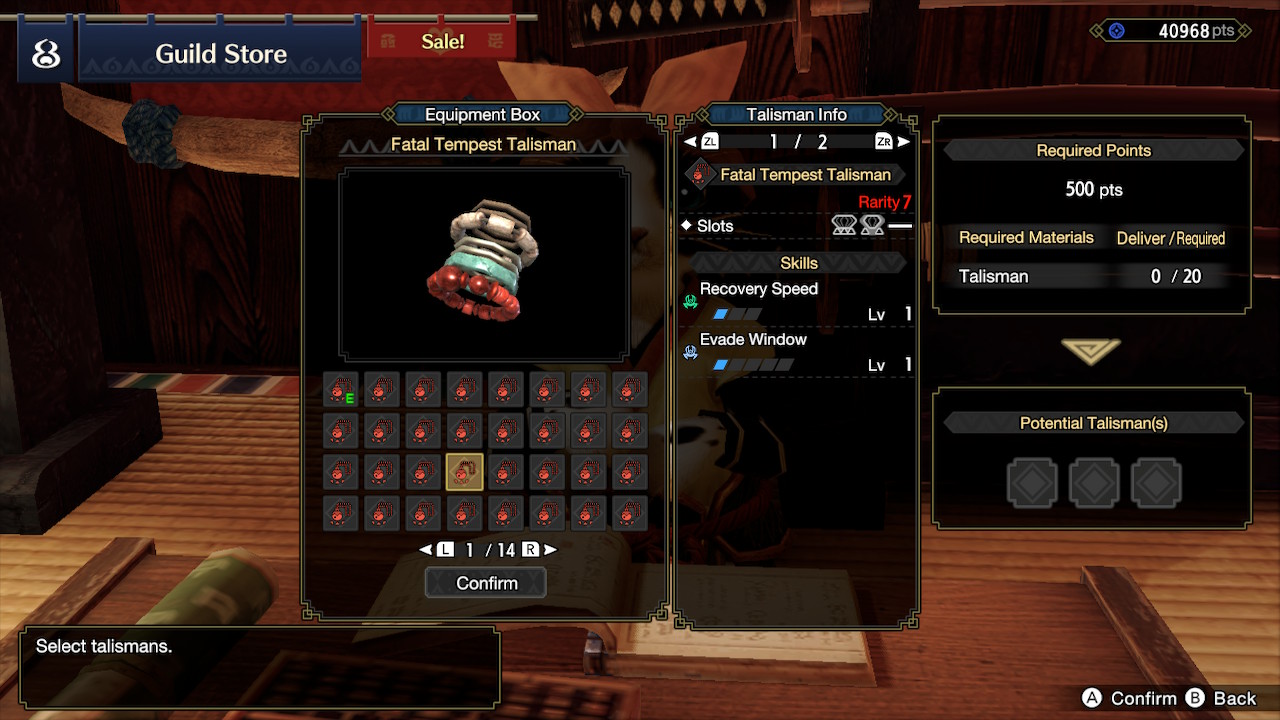 Guild Store
Sale!
40968 pts
Equipment Box
Fatal Tempest Talisman
E
L 1 / 14 R
Confirm
Talisman Info
ZL 1 / 2 ZR
Fatal Tempest Talisman
Rarity 7
Slots
Skills
Recovery Speed
Lv 1
Evade Window
Lv 1
Required Points
500 pts
Required Materials Deliver / Required
Talisman 0 / 20
Potential Talisman(s)
Select talismans.
A Confirm B Back